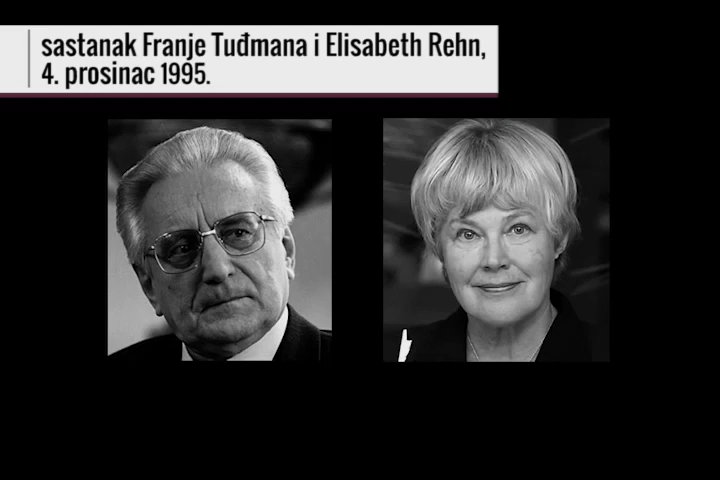 sastanak Franje Tuđmana i Elisabeth Rehn,
4. prosinac 1995.